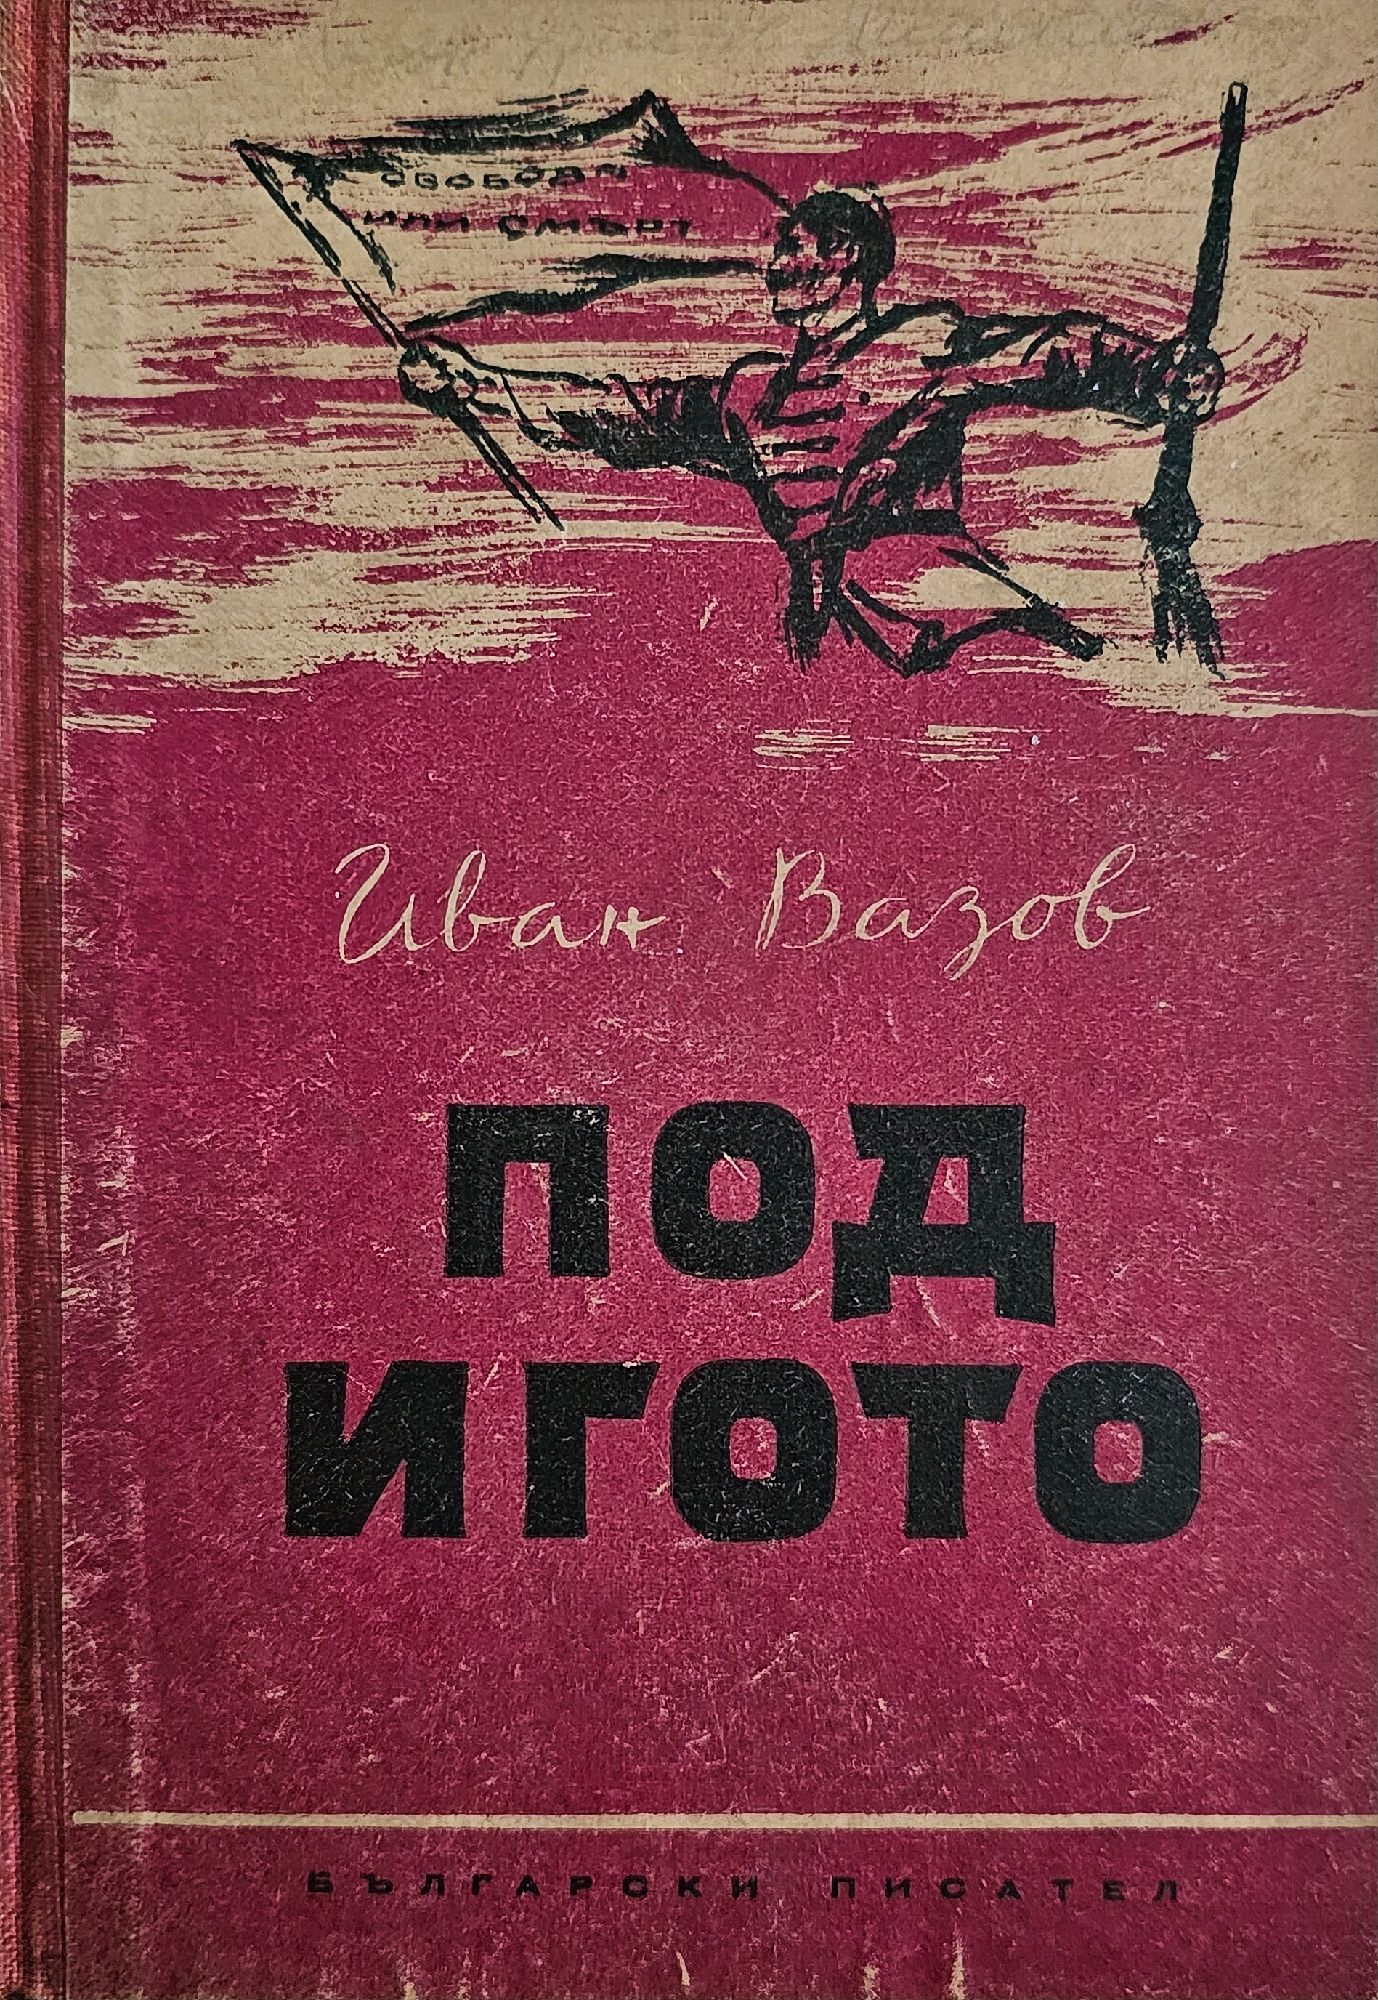 СВОБОДА
ИЛИ СМЪРТ
Иван Вазов
ПОД
ИГОТО
БЪЛГАРСКИ ПИСАТЕЛ